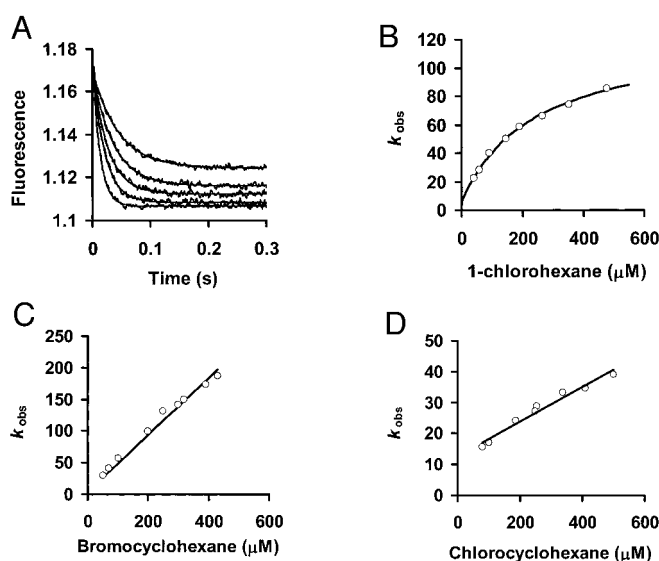 A
1.18
1.16
1.14
1.12
1.1
Fluorescence
0 0.1 0.2 0.3
Time (s)
B
120
100
80
60
40
20
0
k obs
0 200 400 600
1-chlorohexane (μM)
C
250
200
150
100
50
0
k obs
0 200 400 600
Bromocyclohexane (μM)
D
50
40
30
20
10
0
k obs
0 200 400 600
Chlorocyclohexane (μM)